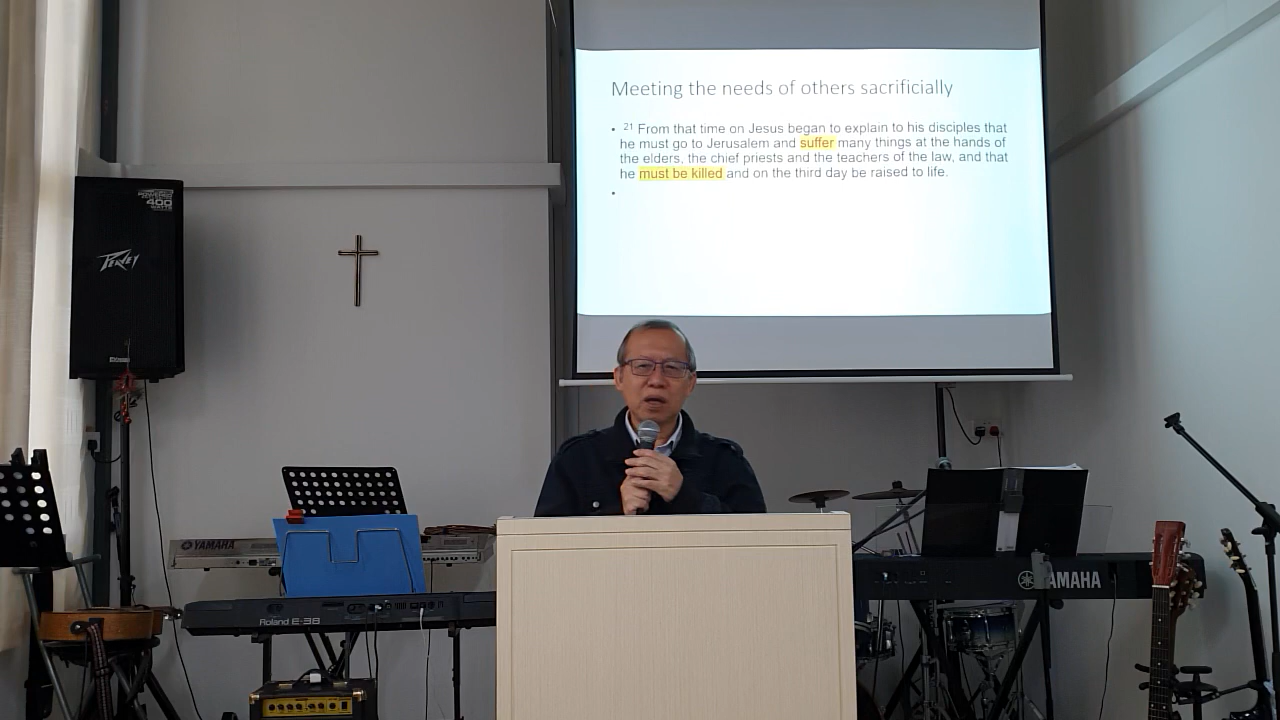 Meeting the needs of others sacrificially
• 21 From that time on Jesus began to explain to his disciples that
he must go to Jerusalem and suffer many things at the hands of
the elders, the chief priests and the teachers of the law, and that
he must be killed and on the third day be raised to life.
•
400
PEAVEY
YAMAHA
Roland E-38
YAMAHA